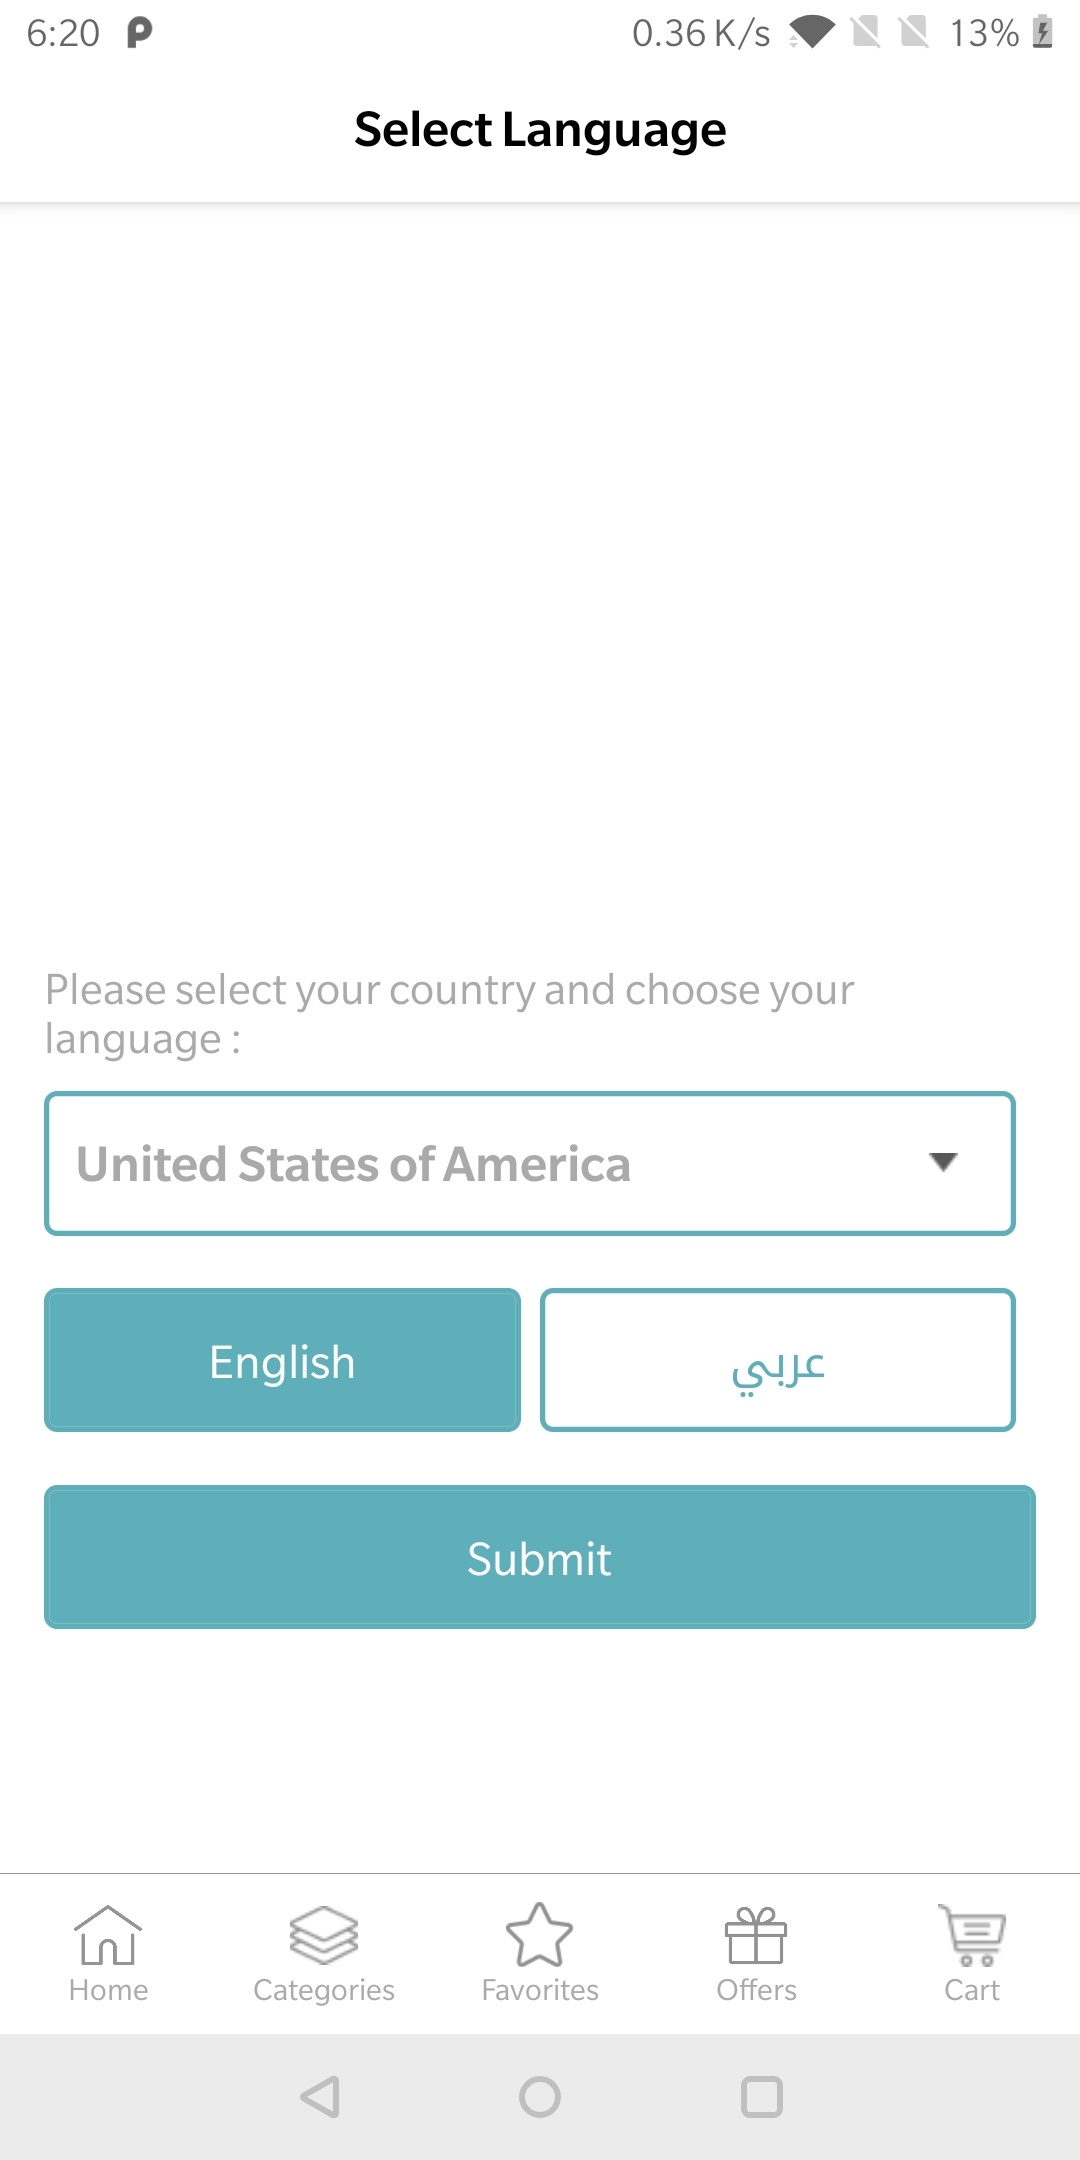 6:20 0.36 K/s 13%
Select Language
Please select your country and choose your
language :
United States of America
English عربي
Submit
Home Categories Favorites Offers Cart